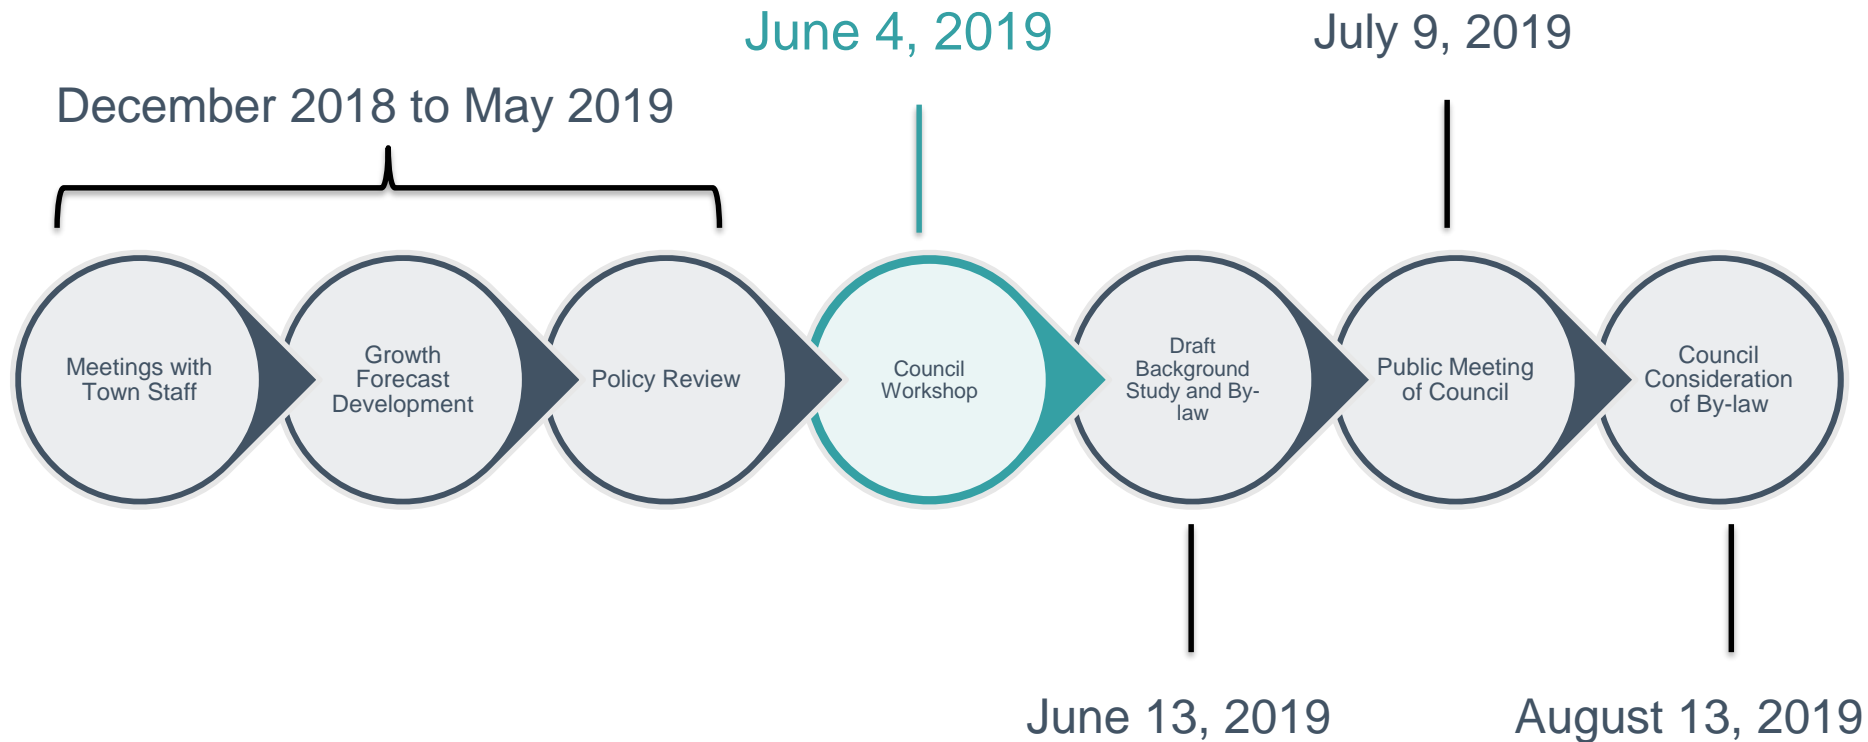 June 4, 2019
July 9, 2019
December 2018 to May 2019
Meetings with
Town Staff
Growth
Forecast
Development
Policy Review
Council
Workshop
Draft
Background
Study and By-
law
Public Meeting
of Council
Council
Consideration
of By-law
June 13, 2019
August 13, 2019